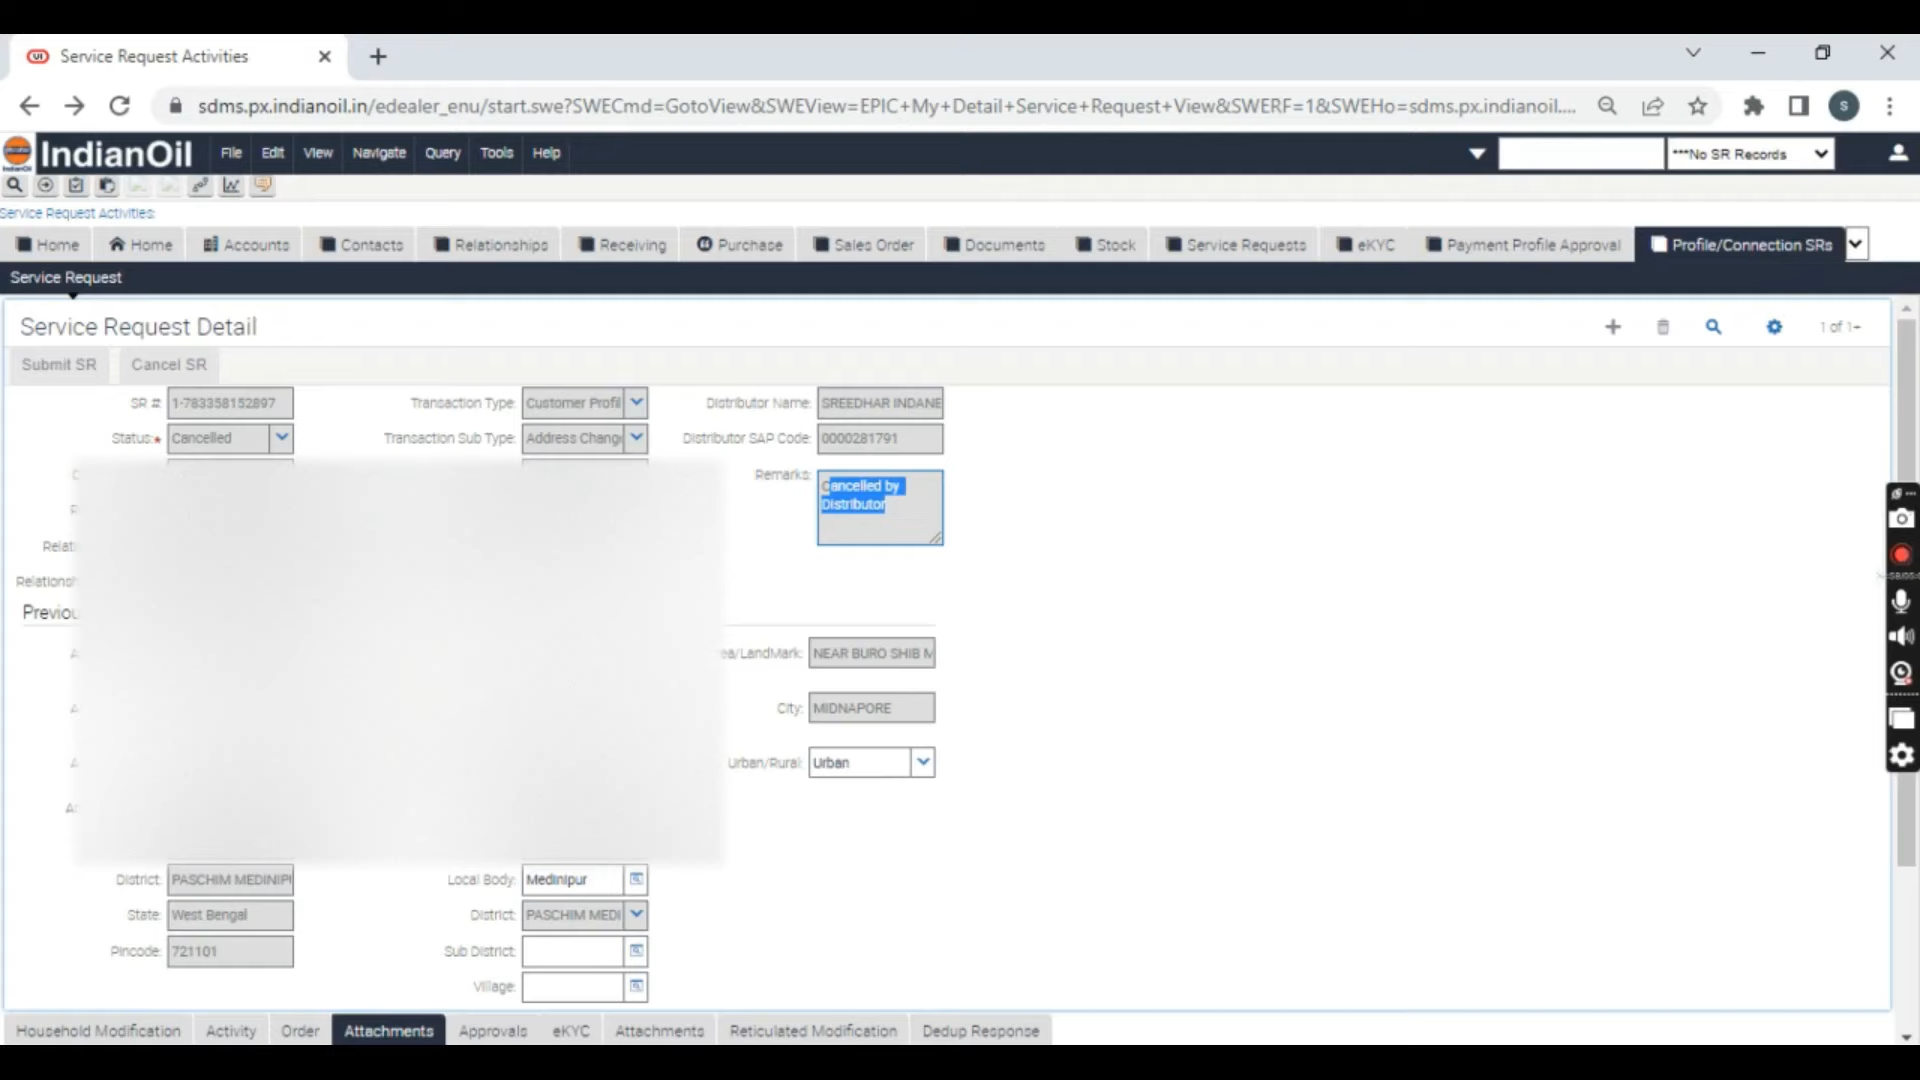 Service Request Activities
sdms.px.indianoil.in/edealer_enu/start.swe?SWECmd=GotoView&SWEView=EPIC+My+Detail+Service+Request+View&SWERF=1&SWEHo=sdms.px.indianoil.... S
IndianOil File Edit View Navigate Query Tools Help ***No SR Records
Service Request Activities:
Home Home Accounts Contacts Relationships Receiving Purchase Sales Order Documents Stock Service Requests eKYC Payment Profile Approval Profile/Connection SRs
Service Request
Service Request Detail 1 of 1+
Submit SR Cancel SR
SR #: 1-783358152897 Transaction Type: Customer Profil Distributor Name: SREEDHAR INDANE
Status:* Cancelled Transaction Sub Type: Address Chang Distributor SAP Code: 0000281791
Remarks: Cancelled by
Distributor
Relati
Relations
Previou
ea/LandMark: NEAR BURO SHIB M
City: MIDNAPORE
Urban/Rural: Urban
District: PASCHIM MEDINIP Local Body: Medinipur
State: West Bengal District: PASCHIM MEDI
Pincode: 721101 Sub District:
Village:
Household Modification Activity Order Attachments Approvals eKYC Attachments Reticulated Modification Dedup Response